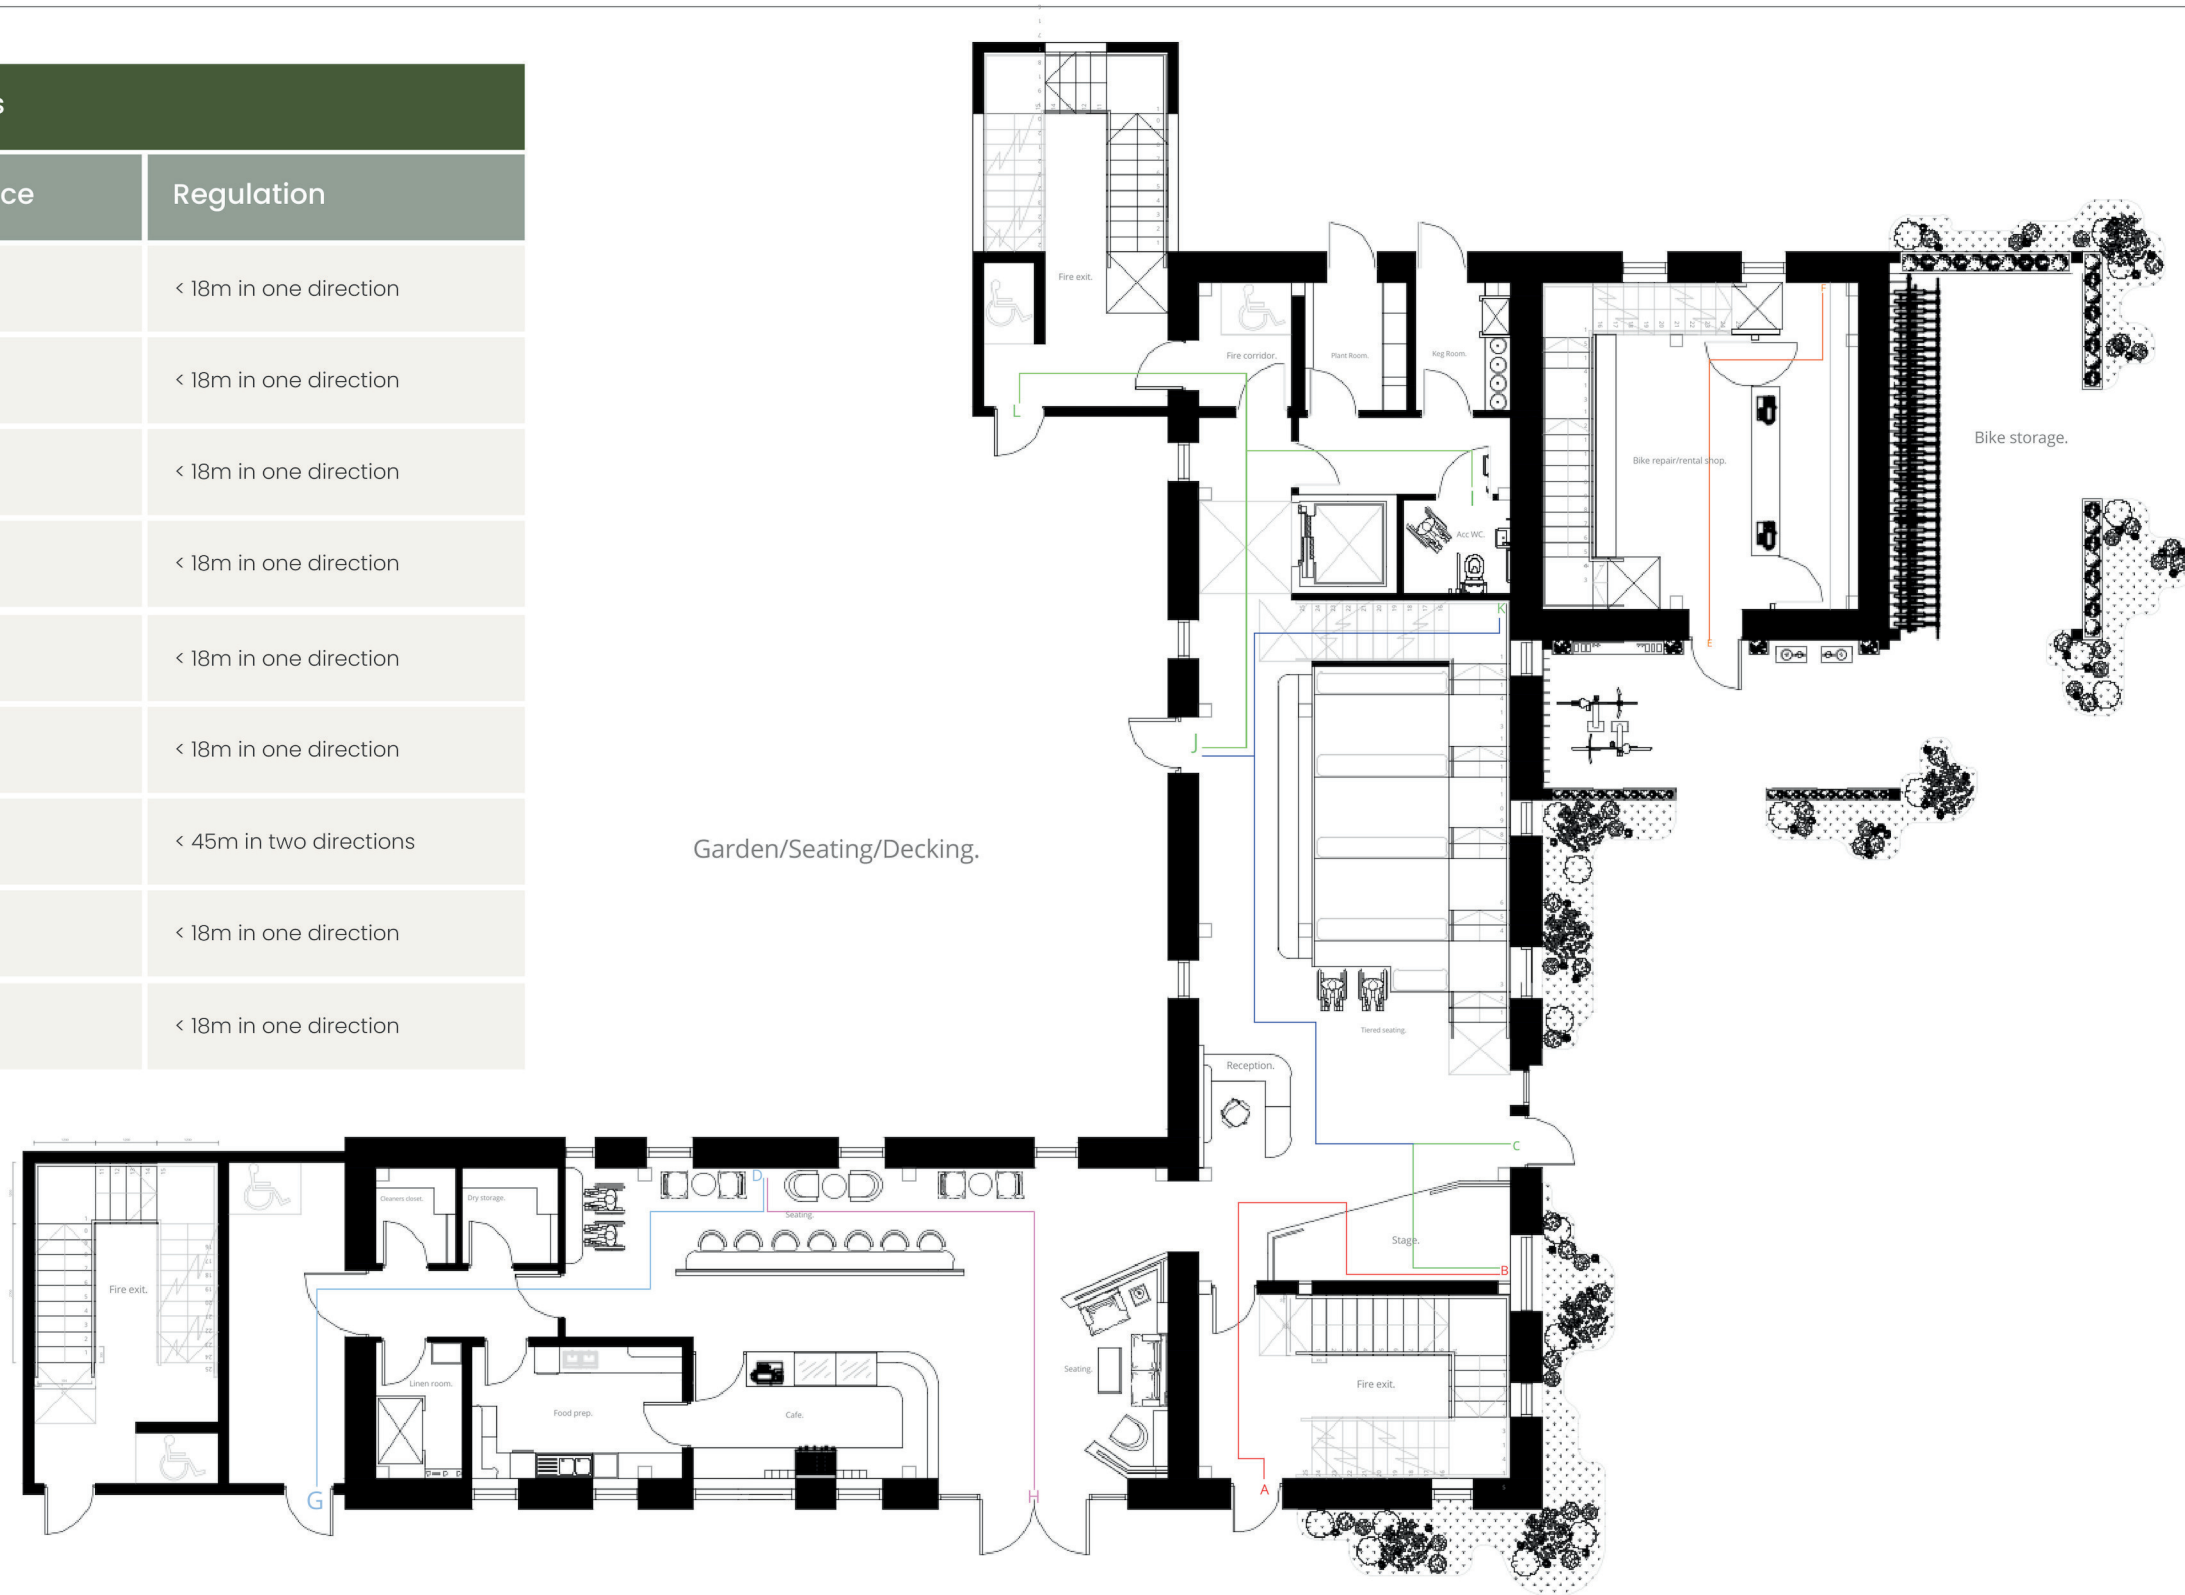 s
ce
Regulation
< 18m in one direction
< 18m in one direction
< 18m in one direction
< 18m in one direction
< 18m in one direction
< 18m in one direction
< 45m in two directions
< 18m in one direction
< 18m in one direction
Fire exit.
L
Fire corridor.
Plant Room.
Keg Room.
F
Bike repair/rental shop.
Bike storage.
I
Acc WC.
K
E
J
Garden/Seating/Decking.
Tiered seating.
Reception.
C
D
Cleaners closet.
Dry storage.
Seating.
Stage.
B
Fire exit.
Linen room.
Food prep.
Cafe.
Seating.
Fire exit.
G
H
A